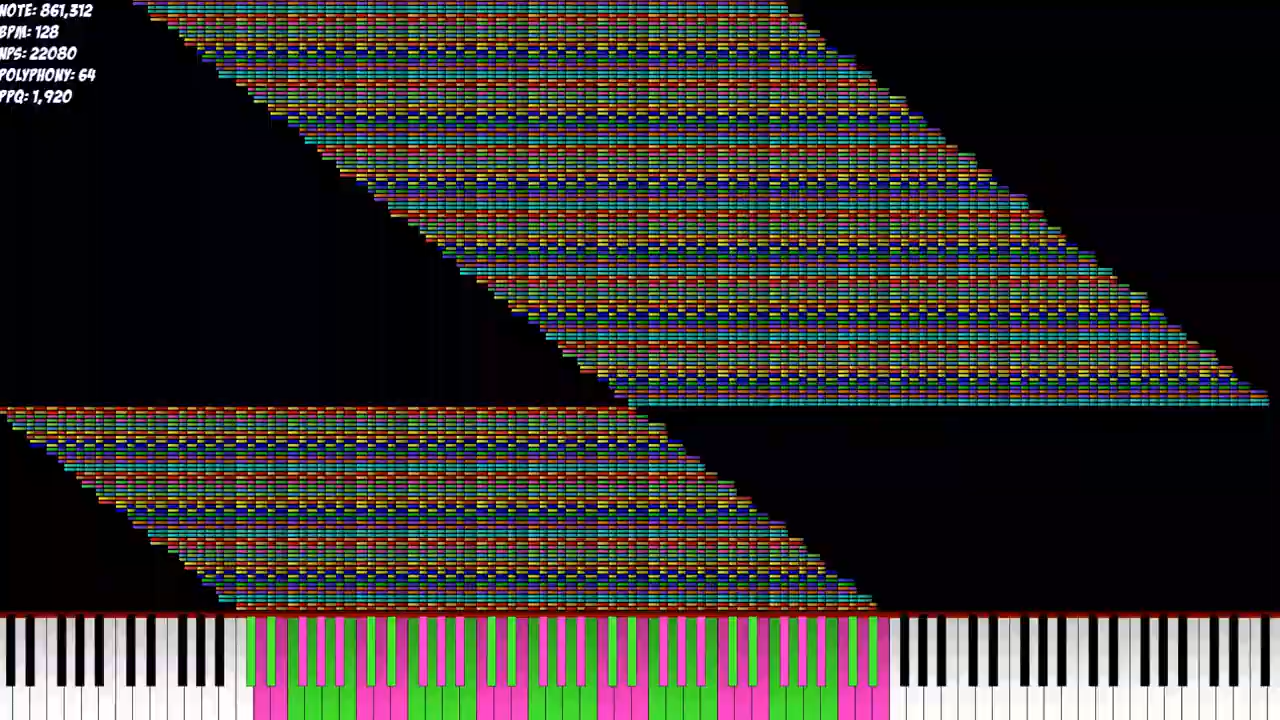 NOTE: 861,312
BPM: 128
NPS: 22080
POLYPHONY: 64
PPQ: 1,920